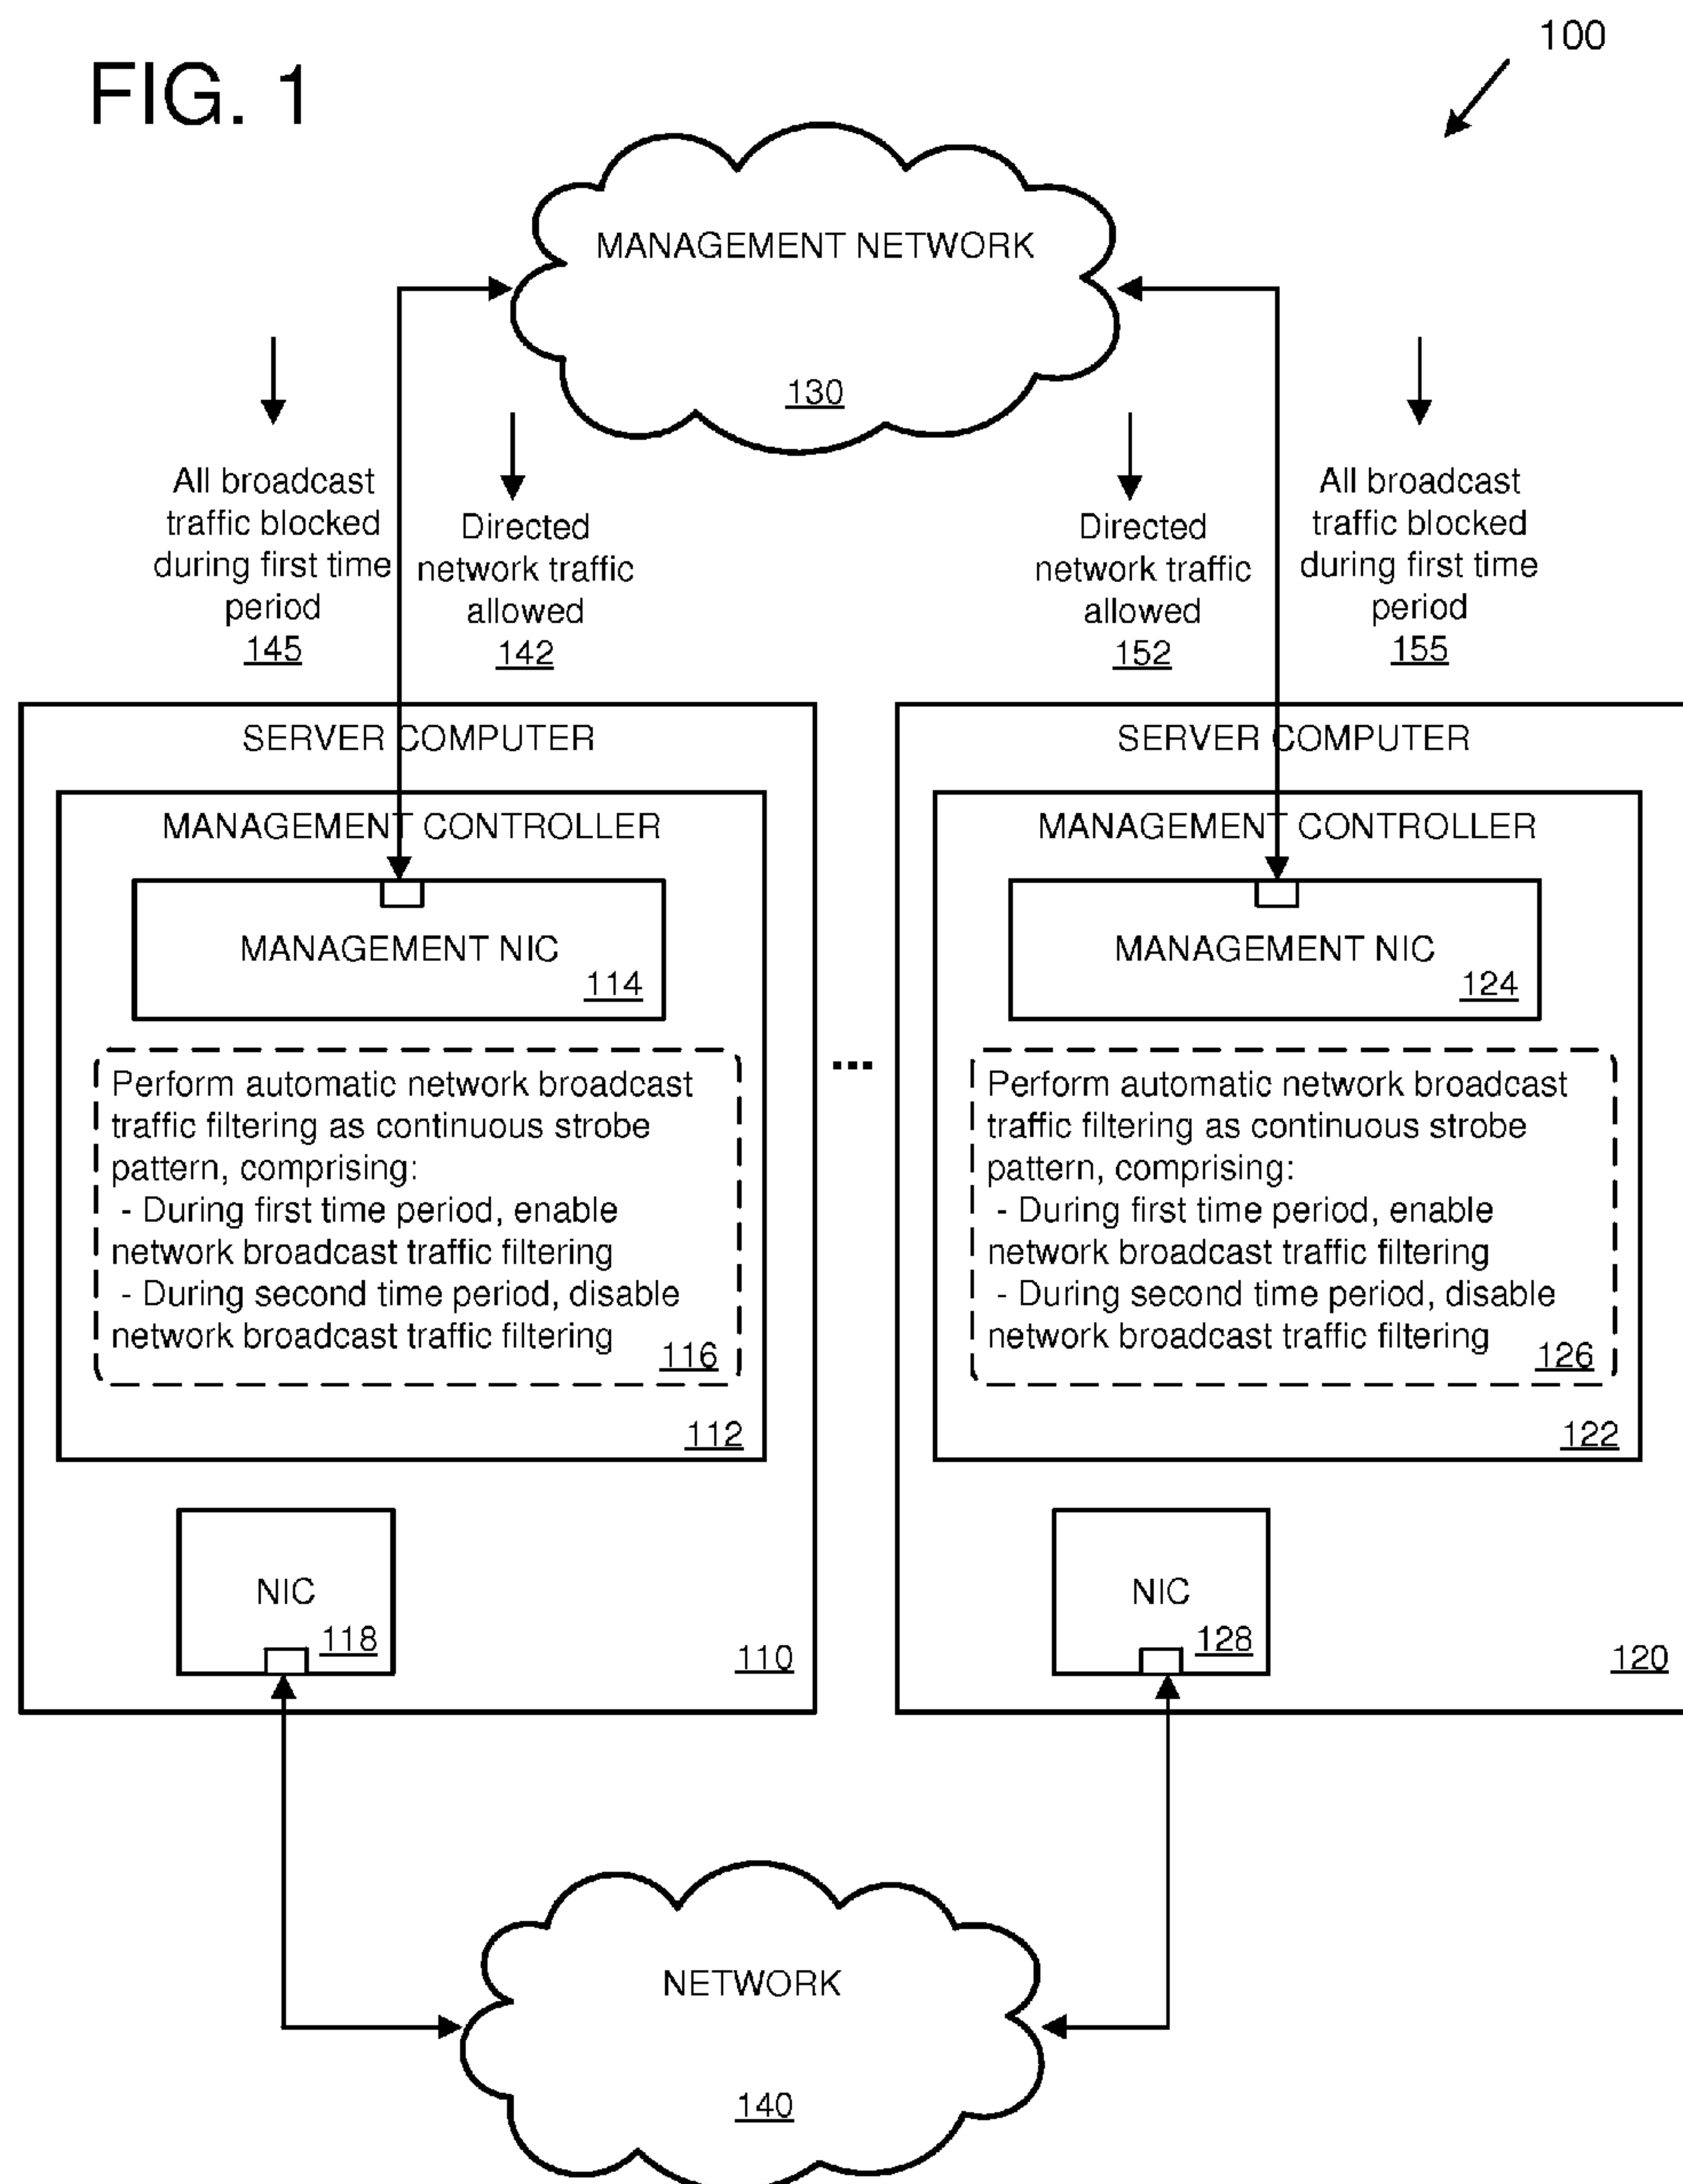 FIG. 1
100
MANAGEMENT NETWORK
130
All broadcast
traffic blocked
during first time
period
145
Directed
network traffic
allowed
142
Directed
network traffic
allowed
152
All broadcast
traffic blocked
during first time
period
155
SERVER COMPUTER
MANAGEMENT CONTROLLER
MANAGEMENT NIC
114
Perform automatic network broadcast
traffic filtering as continuous strobe
pattern, comprising:
- During first time period, enable
network broadcast traffic filtering
- During second time period, disable
network broadcast traffic filtering
116
112
NIC
118
110
...
SERVER COMPUTER
MANAGEMENT CONTROLLER
MANAGEMENT NIC
124
Perform automatic network broadcast
traffic filtering as continuous strobe
pattern, comprising:
- During first time period, enable
network broadcast traffic filtering
- During second time period, disable
network broadcast traffic filtering
126
122
NIC
128
120
NETWORK
140